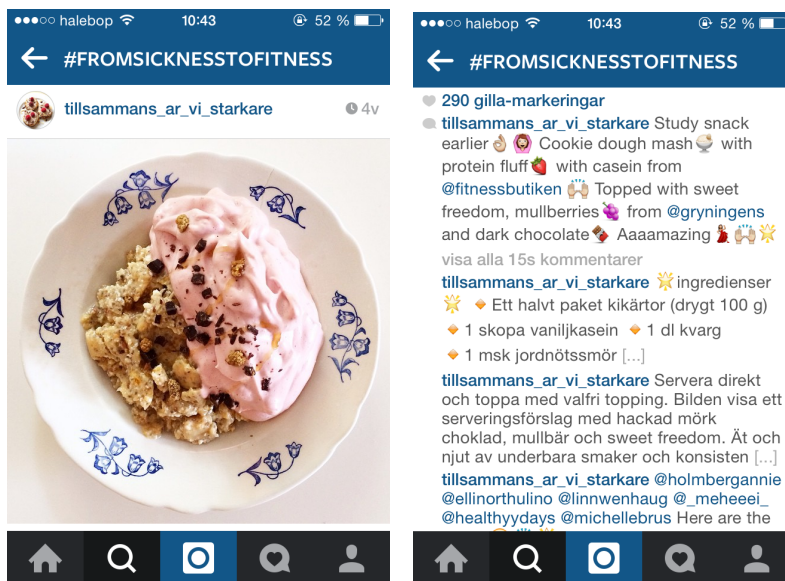 halebop 10:43 52 %
#FROMSICKNESSTOFITNESS
tillsammans_ar_vi_starkare 4v
halebop 10:43 52 %
#FROMSICKNESSTOFITNESS
290 gilla-markeringar
tillsammans_ar_vi_starkare Study snack
earlier👌🏼 🙆🏼 Cookie dough mash🍨 with
protein fluff🍓 with casein from
@fitnessbutiken 🙌🏼 Topped with sweet
freedom, mullberries🍇 from @gryningens
and dark chocolate🍫 Aaaamazing 💃 🙌🏼🌟
visa alla 15s kommentarer
tillsammans_ar_vi_starkare 🌟ingredienser
🌟 🔸Ett halvt paket kikärtor (drygt 100 g)
🔸1 skopa vaniljkasein 🔸1 dl kvarg
🔸1 msk jordnötssmör [...]
tillsammans_ar_vi_starkare Servera direkt
och toppa med valfri topping. Bilden visa ett
serveringsförslag med hackad mörk
choklad, mullbär och sweet freedom. Ät och
njut av underbara smaker och konsisten [...]
tillsammans_ar_vi_starkare @holmbergannie
@ellinorthulino @linnwenhaug @_meheeei_
@healthyydays @michellebrus Here are the